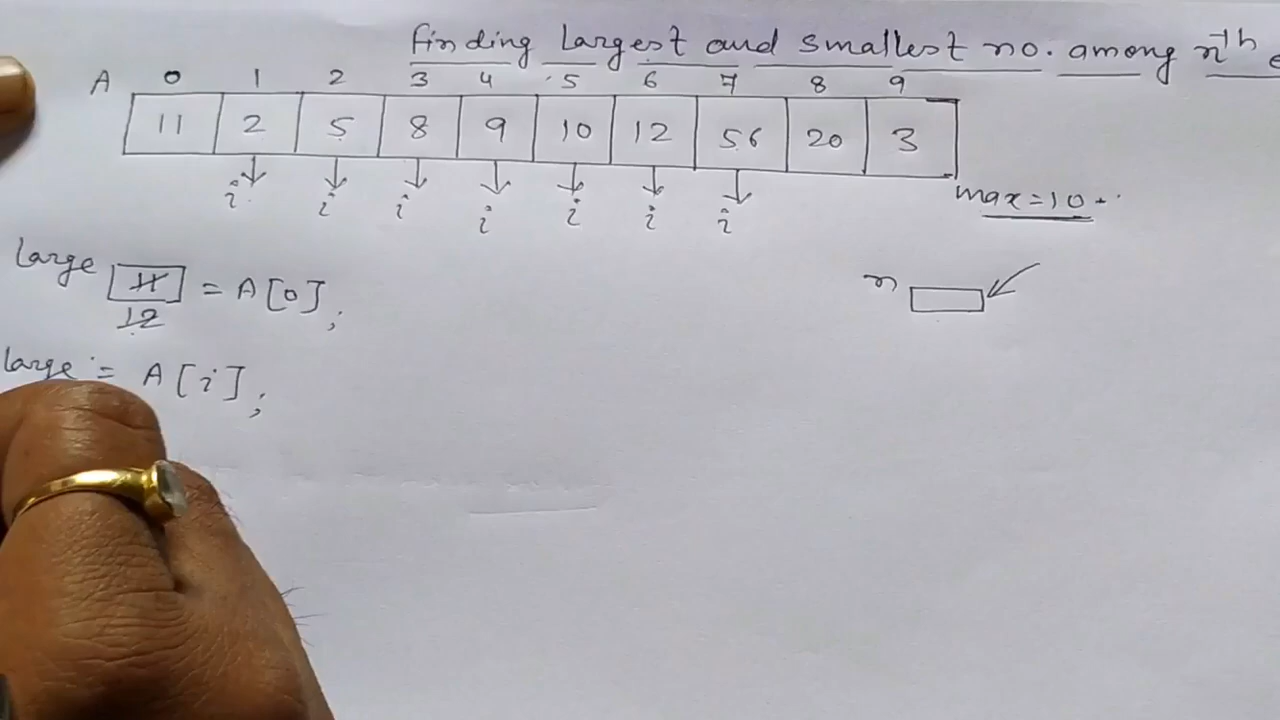 Finding Largest and smallest no. among nth e
A 0 1 2 3 4 5 6 7 8 9
11 2 5 8 9 10 12 56 20 3
i i i i i i i
max=10
Large 11 = A[0];
12
n
large = A[i];